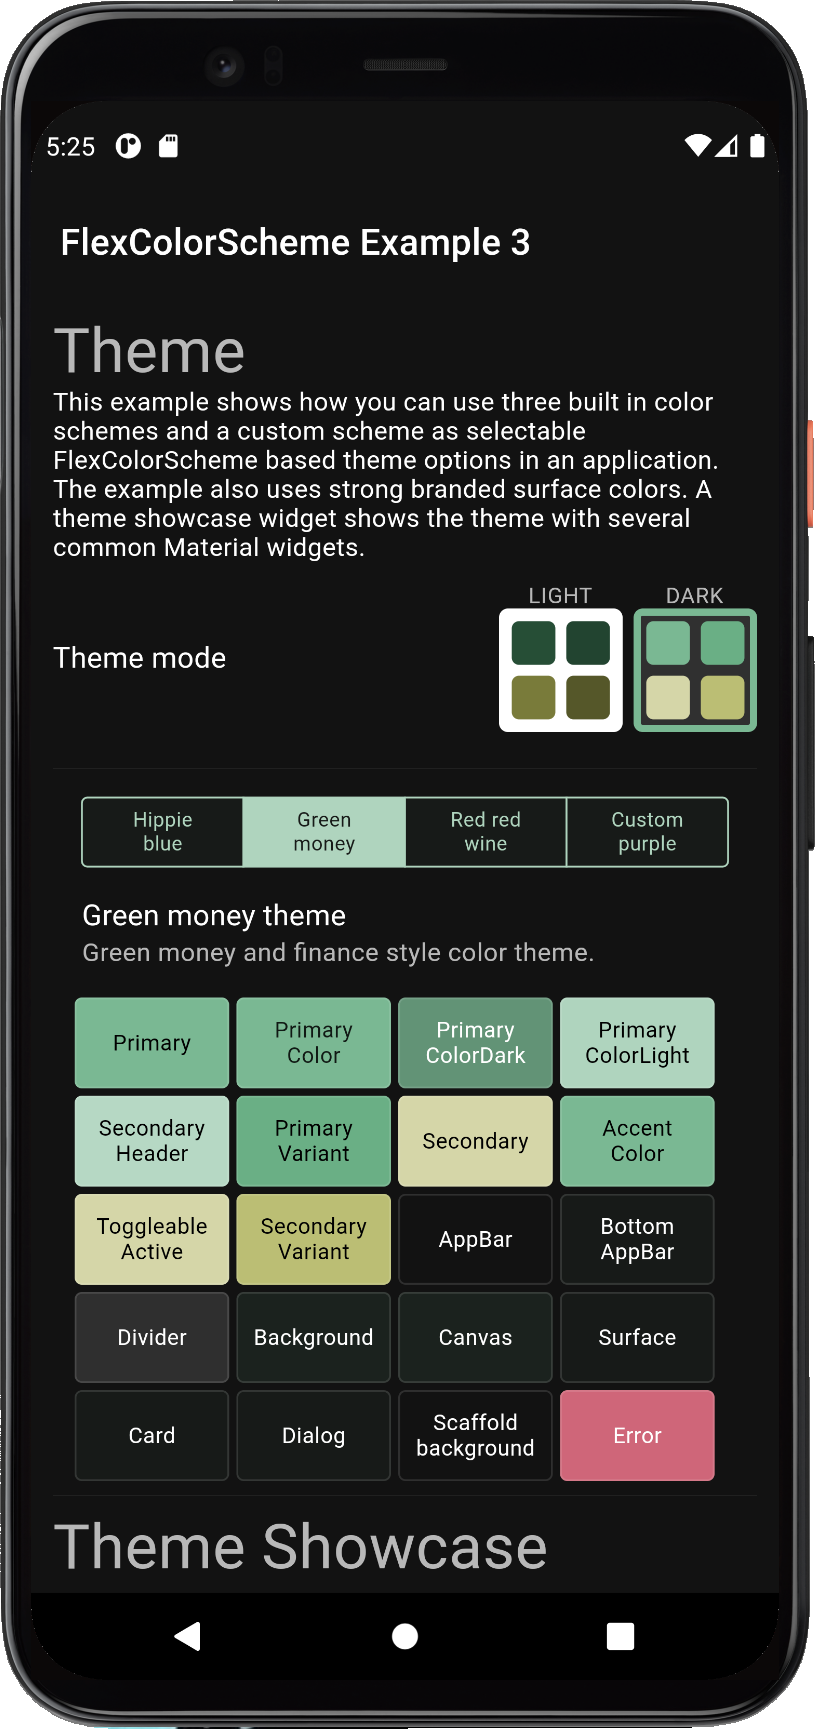 5:25
FlexColorScheme Example 3
Theme
This example shows how you can use three built in color
schemes and a custom scheme as selectable
FlexColorScheme based theme options in an application.
The example also uses strong branded surface colors. A
theme showcase widget shows the theme with several
common Material widgets.
LIGHT
DARK
Theme mode
Hippie
blue
Green
money
Red red
wine
Custom
purple
Green money theme
Green money and finance style color theme.
Primary
Primary
Color
Primary
ColorDark
Primary
ColorLight
Secondary
Header
Primary
Variant
Secondary
Accent
Color
Toggleable
Active
Secondary
Variant
AppBar
Bottom
AppBar
Divider
Background
Canvas
Surface
Card
Dialog
Scaffold
background
Error
Theme Showcase